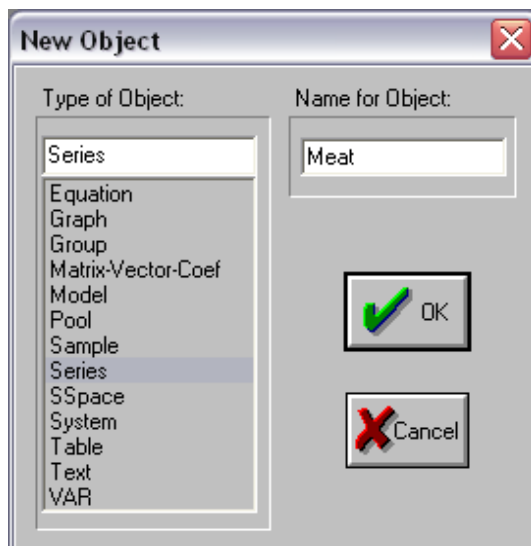 New Object
Type of Object:
Name for Object:
Series
Meat
Equation
Graph
Group
Matrix-Vector-Coef
Model
Pool
Sample
Series
SSpace
System
Table
Text
VAR
OK
Cancel